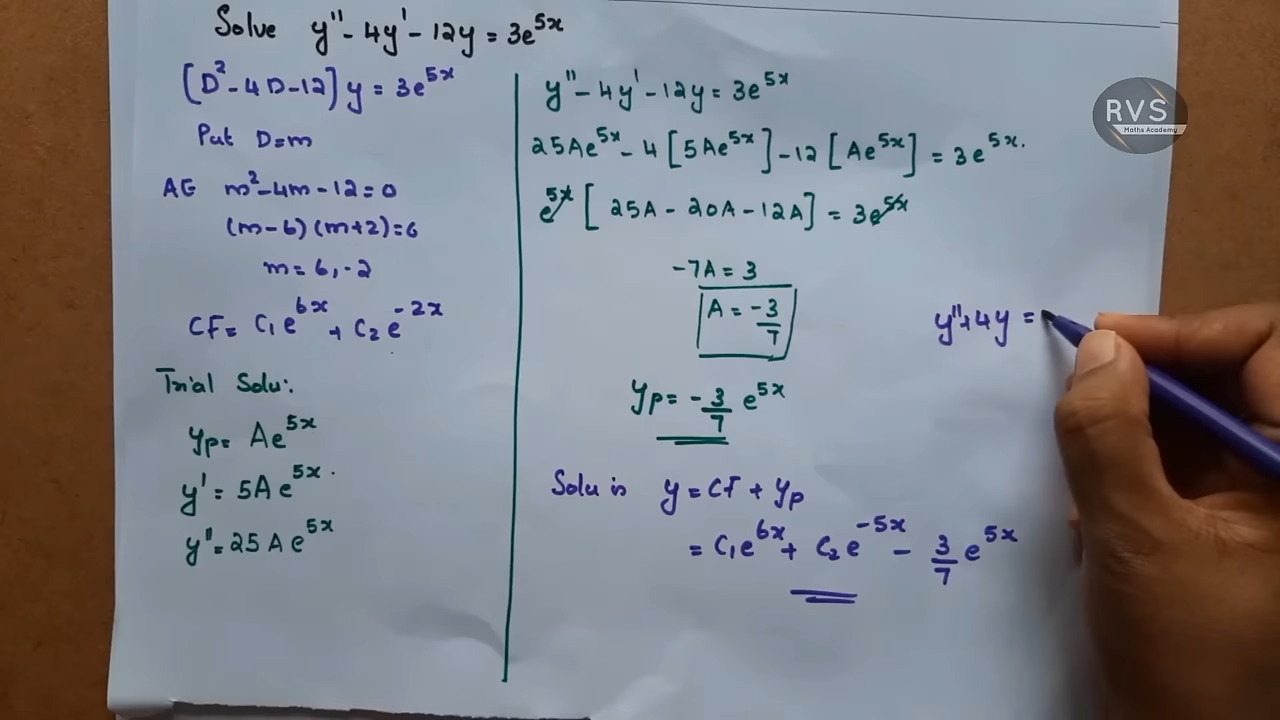 Solve y'' - 4y' - 12y = 3e^{5x}
[D² - 4D - 12] y = 3e^{5x}
Put D = m
AE m² - 4m - 12 = 0
(m - 6) (m + 2) = 0
m = 6, -2
CF = C₁e^{6x} + C₂e^{-2x}
Trial Solu:
yp = Ae^{5x}
y' = 5Ae^{5x}.
y'' = 25Ae^{5x}
y'' - 4y' - 12y = 3e^{5x}
25Ae^{5x} - 4 [5Ae^{5x}] - 12 [Ae^{5x}] = 3e^{5x}.
e^{5x} [25A - 20A - 12A] = 3e^{5x}
-7A = 3
A = -3/7
yp = -3/7 e^{5x}
Solu is y = CF + yp
= C₁e^{6x} + C₂e^{-5x} - 3/7 e^{5x}
y'' + 4y =
RVS
Maths Academy